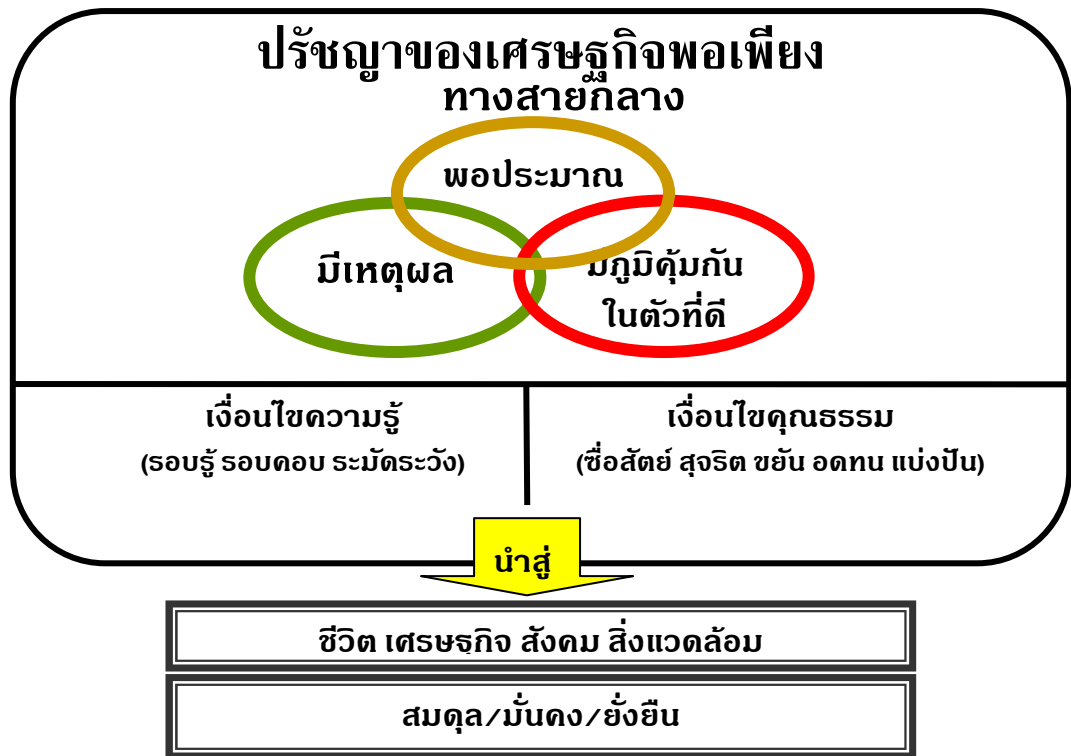 ปรัชญาของเศรษฐกิจพอเพียง
ทางสายกลาง
พอประมาณ
มีเหตุผล
มีภูมิคุ้มกัน
ในตัวที่ดี
เงื่อนไขความรู้
(รอบรู้ รอบคอบ ระมัดระวัง)
เงื่อนไขคุณธรรม
(ซื่อสัตย์ สุจริต ขยัน อดทน แบ่งปัน)
นำสู่
ชีวิต เศรษฐกิจ สังคม สิ่งแวดล้อม
สมดุล/มั่นคง/ยั่งยืน